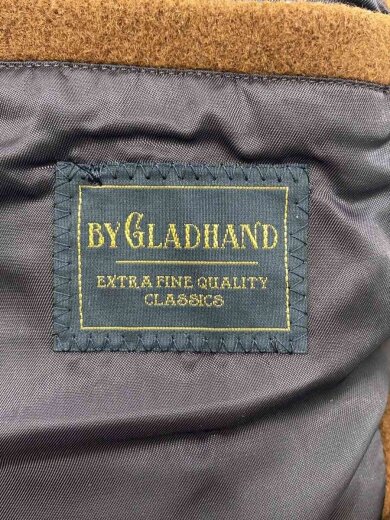 BY GLADHAND
EXTRA FINE QUALITY
CLASSICS